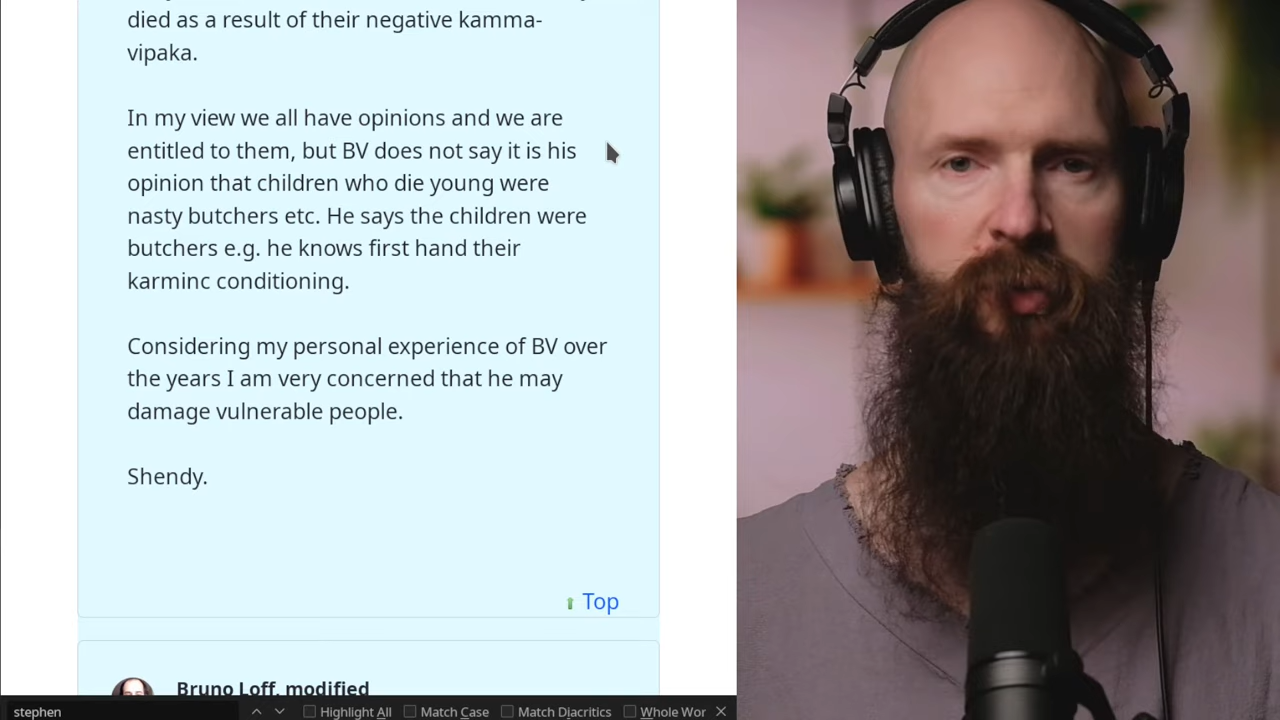 died as a result of their negative kamma-
vipaka.
In my view we all have opinions and we are
entitled to them, but BV does not say it is his
opinion that children who die young were
nasty butchers etc. He says the children were
butchers e.g. he knows first hand their
karminc conditioning.
Considering my personal experience of BV over
the years I am very concerned that he may
damage vulnerable people.
Shendy.
Top
Bruno Loff, modified
stephen
Highlight All
Match Case
Match Diacritics
Whole Wor